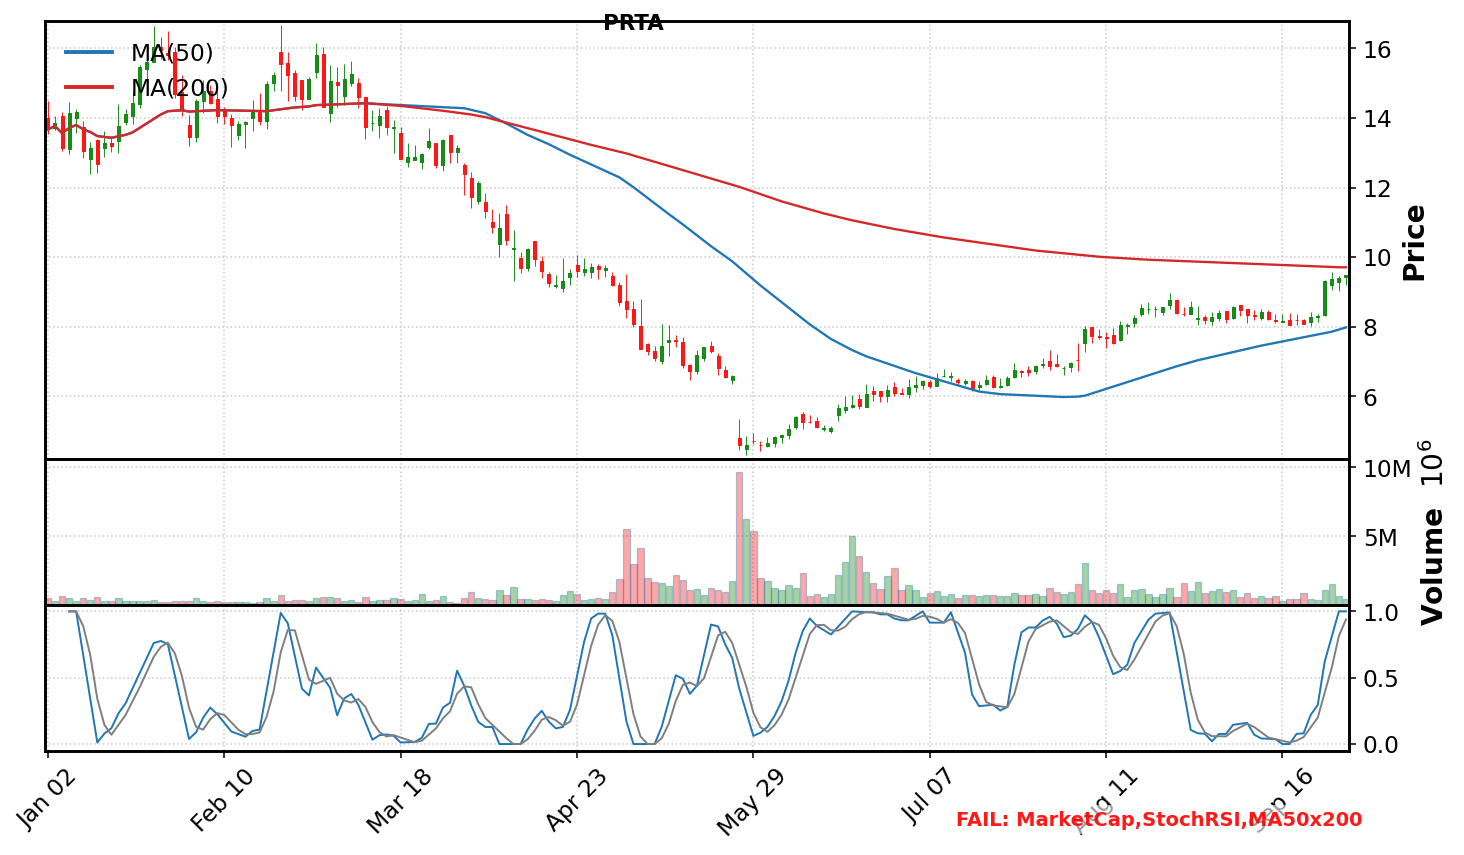 PRTA
MA(50)
MA(200)
16
14
12
10
8
6
Price
10M
5M
Volume 10^6
1.0
0.5
0.0
Jan 02
Feb 10
Mar 18
Apr 23
May 29
Jul 07
Aug 11
Sep 16
FAIL: MarketCap,StochRSI,MA50x200